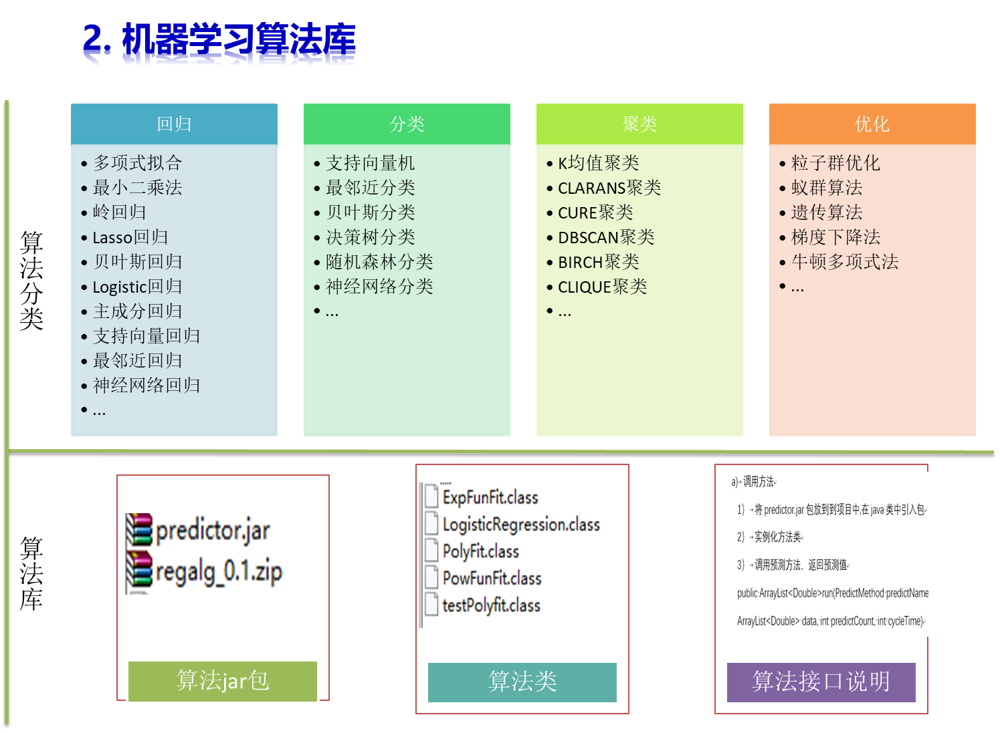 2. 机器学习算法库
算法分类
回归
• 多项式拟合
• 最小二乘法
• 岭回归
• Lasso回归
• 贝叶斯回归
• Logistic回归
• 主成分回归
• 支持向量回归
• 最邻近回归
• 神经网络回归
• ...
分类
• 支持向量机
• 最邻近分类
• 贝叶斯分类
• 决策树分类
• 随机森林分类
• 神经网络分类
• ...
聚类
• K均值聚类
• CLARANS聚类
• CURE聚类
• DBSCAN聚类
• BIRCH聚类
• CLIQUE聚类
• ...
优化
• 粒子群优化
• 蚁群算法
• 遗传算法
• 梯度下降法
• 牛顿多项式法
• ...
算法库
predictor.jar
regalg_0.1.zip
算法jar包
ExpFunFit.class
LogisticRegression.class
PolyFit.class
PowFunFit.class
testPolyfit.class
算法类
a) 调用方法
1) 将 predictor.jar 包放到到项目中,在 java 类中引入包
2) 实例化方法类
3) 调用预测方法，返回预测值
public ArrayList<Double>run(PredictMethod predictName
ArrayList<Double> data, int predictCount, int cycleTime)
算法接口说明